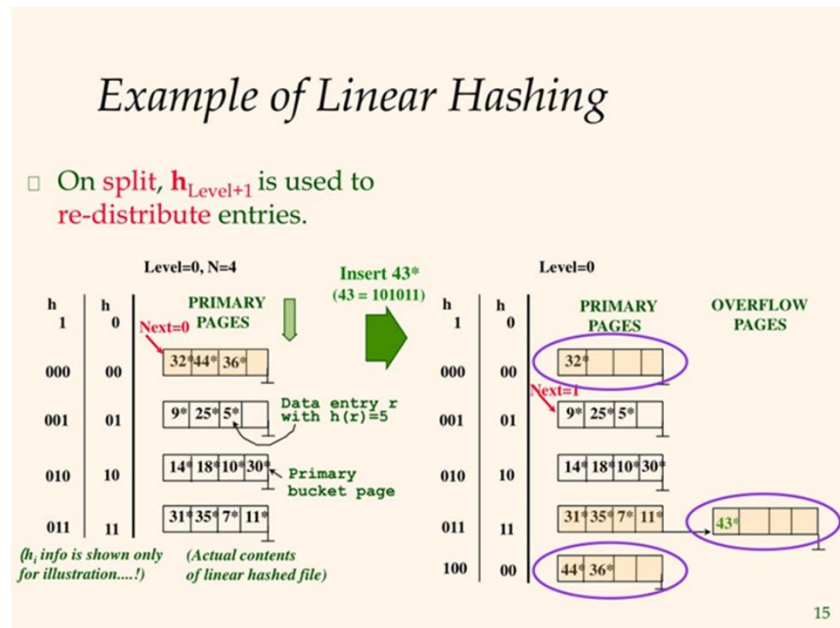 Example of Linear Hashing
On split, hLevel+1 is used to
re-distribute entries.
Level=0, N=4
h
1
h
0
PRIMARY
PAGES
Next=0
000
00
32* 44* 36*
001
01
9* 25* 5*
Data entry r
with h(r)=5
010
10
14* 18* 10* 30*
Primary
bucket page
011
11
31* 35* 7* 11*
(hi info is shown only
for illustration....!)
(Actual contents
of linear hashed file)
Insert 43*
(43 = 101011)
Level=0
h
1
h
0
PRIMARY
PAGES
OVERFLOW
PAGES
000
00
32*
Next=1
001
01
9* 25* 5*
010
10
14* 18* 10* 30*
011
11
31* 35* 7* 11*
43*
100
00
44* 36*
15